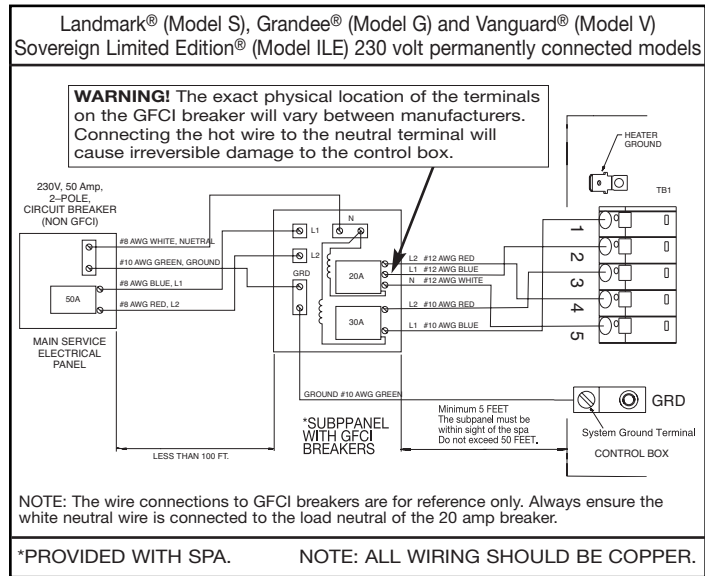 Landmark® (Model S), Grandee® (Model G) and Vanguard® (Model V)
Sovereign Limited Edition® (Model ILE) 230 volt permanently connected models
WARNING! The exact physical location of the terminals
on the GFCI breaker will vary between manufacturers.
Connecting the hot wire to the neutral terminal will
cause irreversible damage to the control box.
HEATER
GROUND
TB1
230V, 50 Amp,
2–POLE,
CIRCUIT BREAKER
(NON GFCI)
#8 AWG WHITE, NUETRAL
#10 AWG GREEN, GROUND
#8 AWG BLUE, L1
#8 AWG RED, L2
50A
MAIN SERVICE
ELECTRICAL
PANEL
L1
N
L2
GRD
20A
30A
L2 #12 AWG RED
L1 #12 AWG BLUE
N #12 AWG WHITE
L2 #10 AWG RED
L1 #10 AWG BLUE
1
2
3
4
5
GROUND #10 AWG GREEN
*SUBPPANEL
WITH GFCI
BREAKERS
LESS THAN 100 FT.
Minimum 5 FEET
The subpanel must be
within sight of the spa
Do not exceed 50 FEET.
GRD
System Ground Terminal
CONTROL BOX
NOTE: The wire connections to GFCI breakers are for reference only. Always ensure the
white neutral wire is connected to the load neutral of the 20 amp breaker.
*PROVIDED WITH SPA. NOTE: ALL WIRING SHOULD BE COPPER.